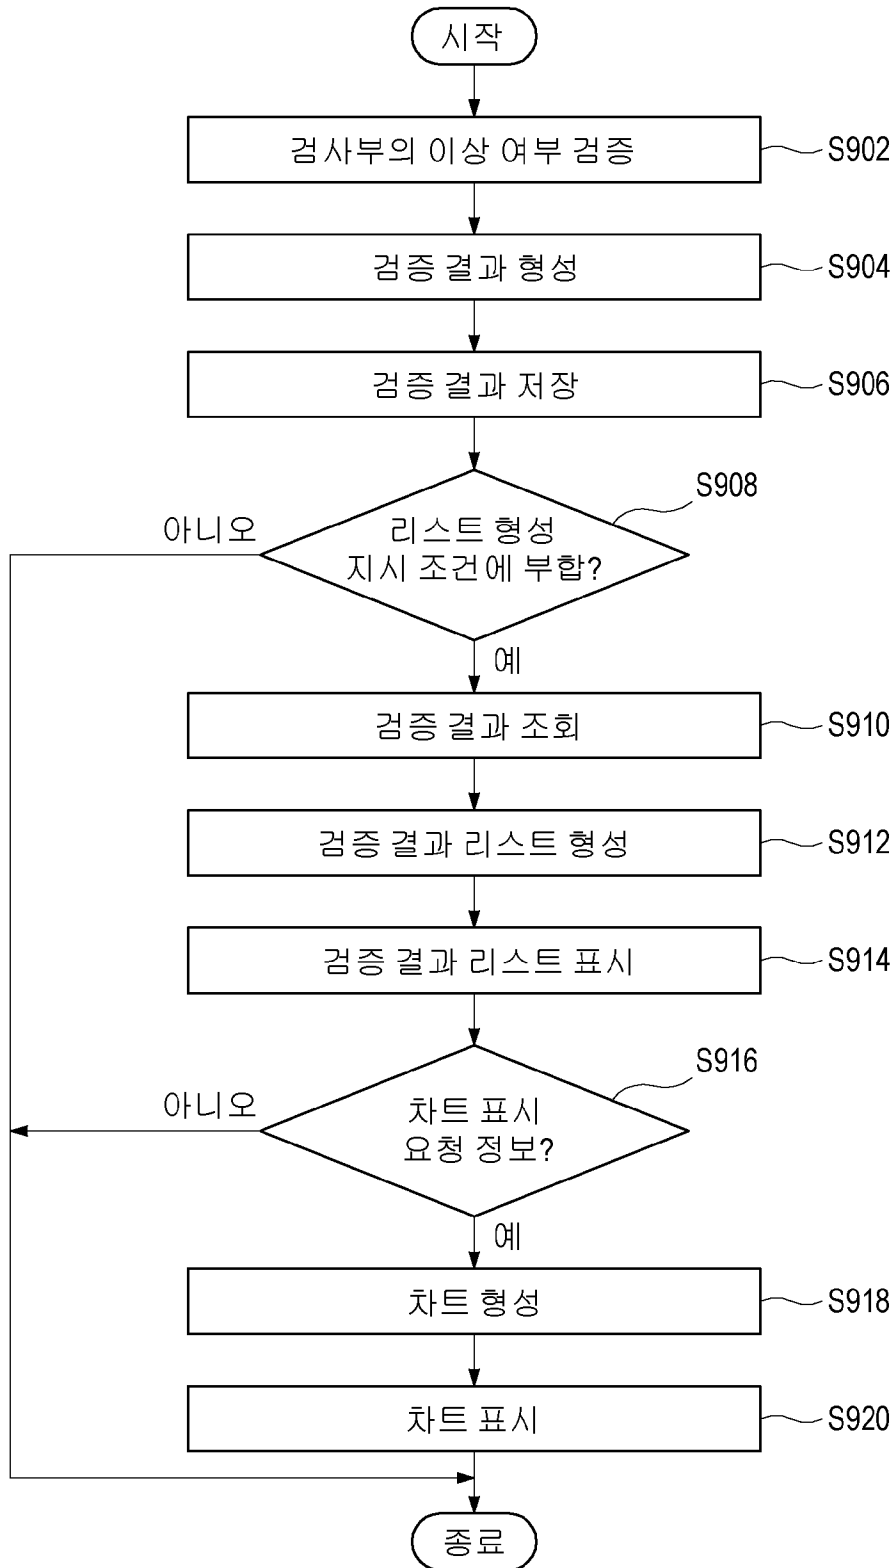 시작
검사부의 이상 여부 검증
S902
검증 결과 형성
S904
검증 결과 저장
S906
S908
아니오
리스트 형성
지시 조건에 부합?
예
검증 결과 조회
S910
검증 결과 리스트 형성
S912
검증 결과 리스트 표시
S914
S916
아니오
차트 표시
요청 정보?
예
차트 형성
S918
차트 표시
S920
종료